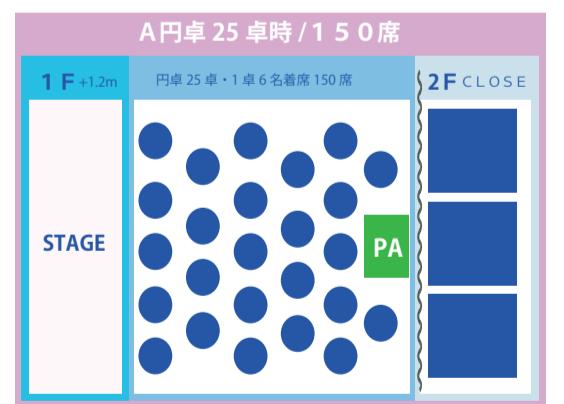 A円卓 25 卓時 /１５０席
1 F +1.2m
円卓 25 卓・1 卓 6 名着席 150 席
2F CLOSE
STAGE
PA